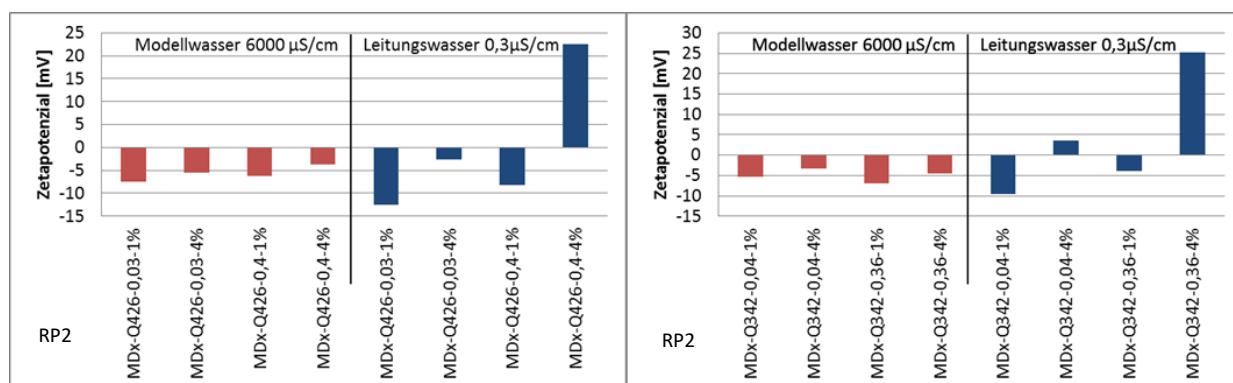 Zetapotenzial [mV]
25
20
15
10
5
0
-5
-10
-15
Modellwasser 6000 µS/cm
Leitungswasser 0,3µS/cm
MDx-Q426-0,03-1%
MDx-Q426-0,03-4%
MDx-Q426-0,4-1%
MDx-Q426-0,4-4%
MDx-Q426-0,03-1%
MDx-Q426-0,03-4%
MDx-Q426-0,4-1%
MDx-Q426-0,4-4%
RP2
Zetapotenzial [mV]
30
25
20
15
10
5
0
-5
-10
-15
Modellwasser 6000 µS/cm
Leitungswasser 0,3µS/cm
MDx-Q342-0,04-1%
MDx-Q342-0,04-4%
MDx-Q342-0,36-1%
MDx-Q342-0,36-4%
MDx-Q342-0,04-1%
MDx-Q342-0,04-4%
MDx-Q342-0,36-1%
MDx-Q342-0,36-4%
RP2